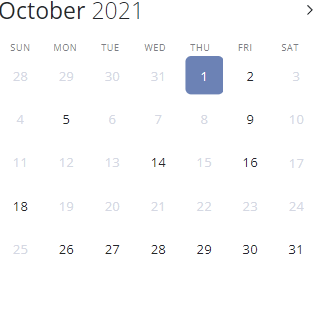 October 2021
SUN MON TUE WED THU FRI SAT
28 29 30 31 1 2 3
4 5 6 7 8 9 10
11 12 13 14 15 16 17
18 19 20 21 22 23 24
25 26 27 28 29 30 31